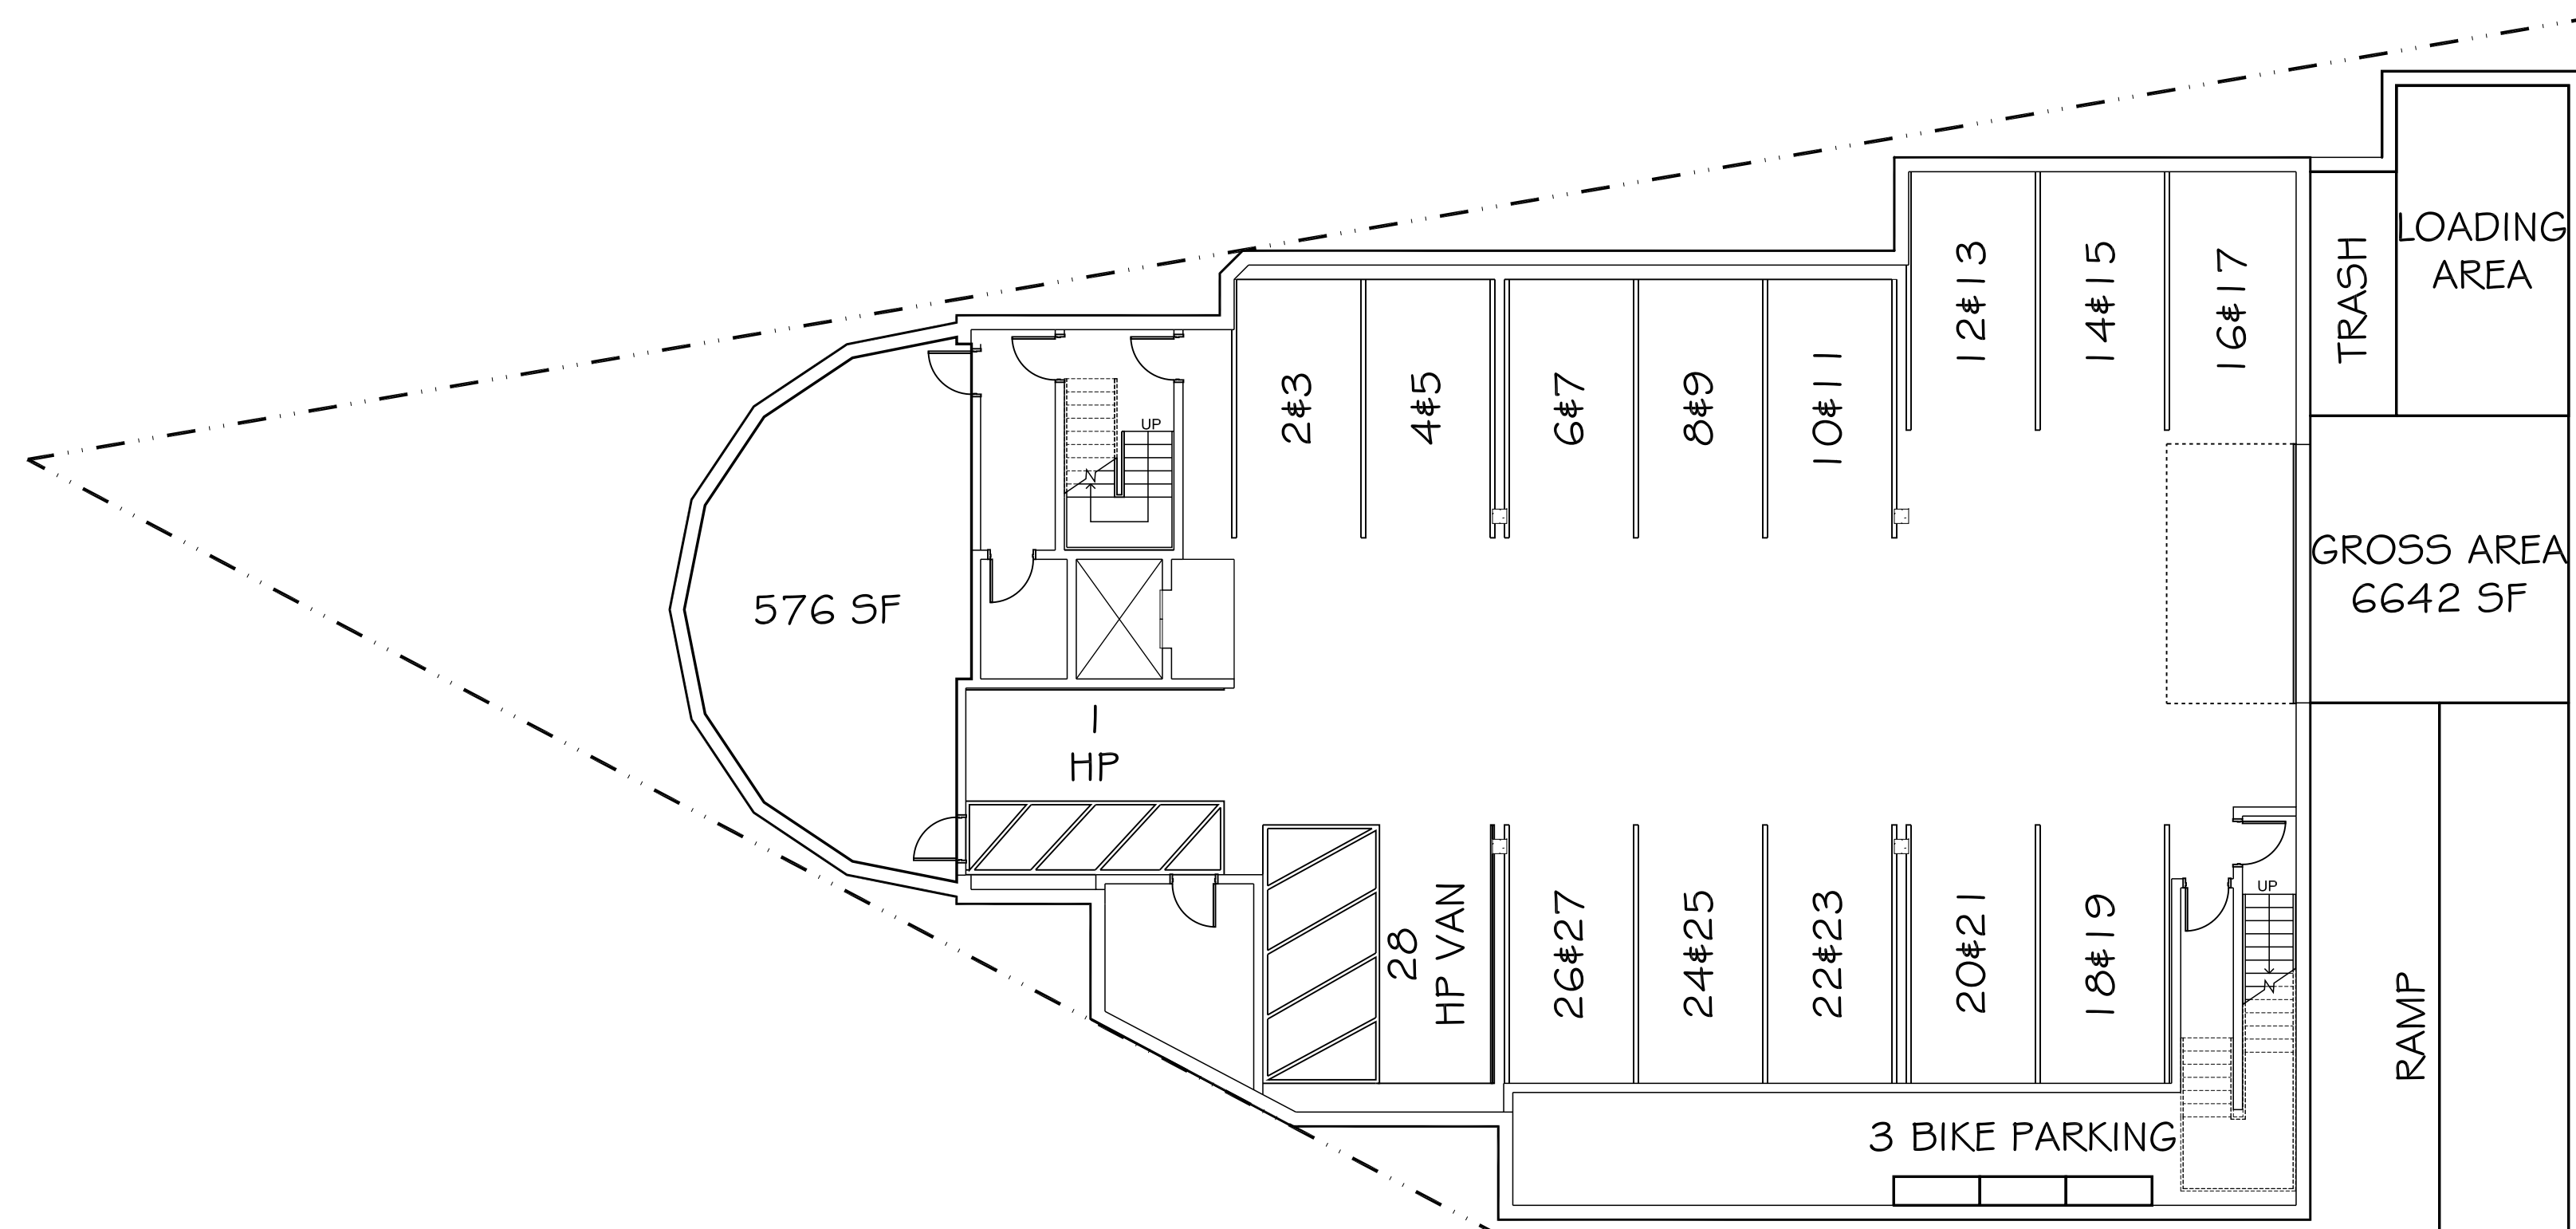 LOADING
AREA
TRASH
12&13
14&15
16&17
2&3
4&5
6&7
8&9
10&11
UP
GROSS AREA
6642 SF
576 SF
1
HP
28
HP VAN
26&27
24&25
22&23
20&21
18&19
UP
RAMP
3 BIKE PARKING